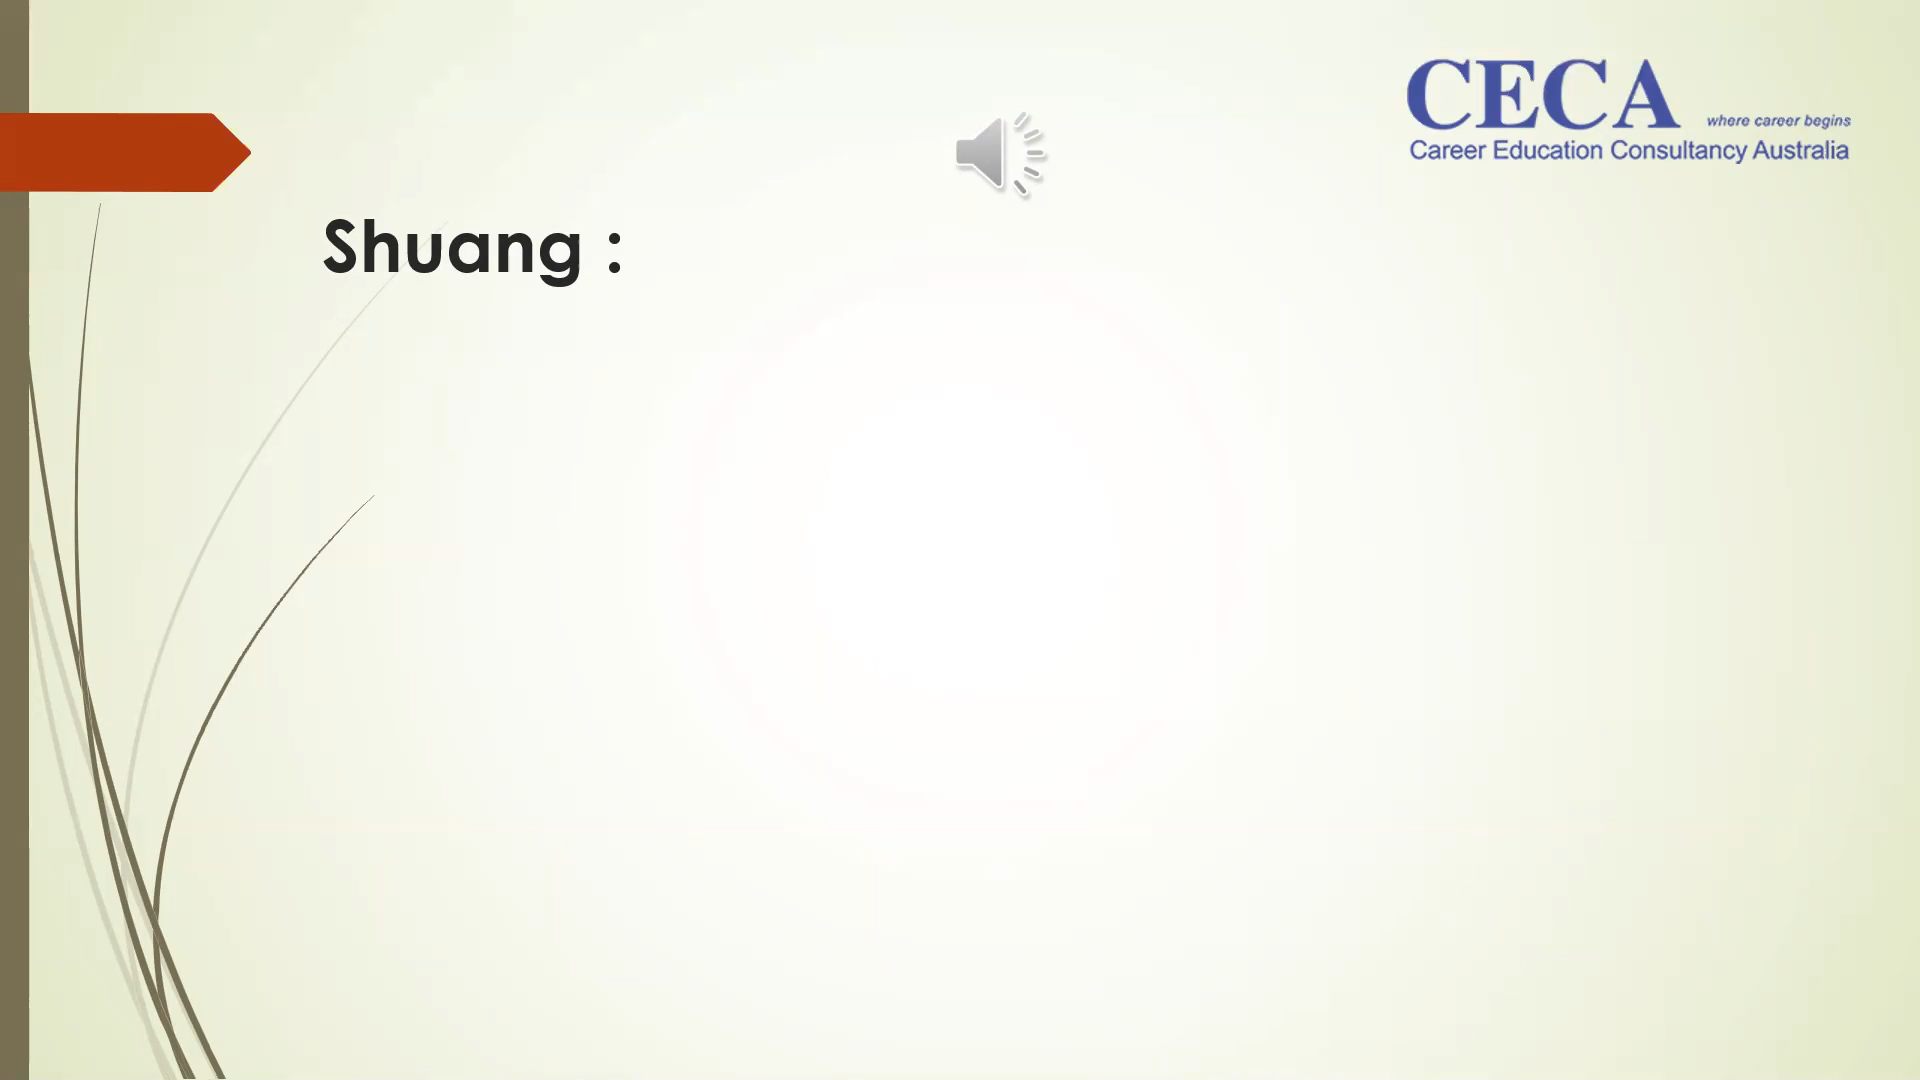 CECA where career begins
Career Education Consultancy Australia
Shuang :